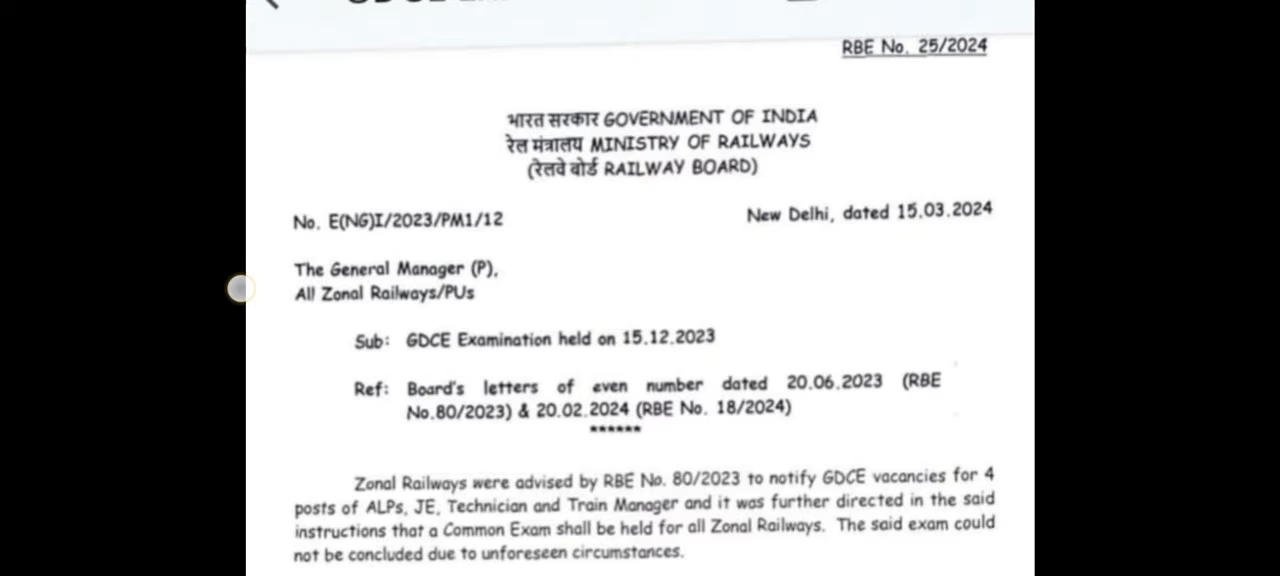 RBE No. 25/2024
भारत सरकार GOVERNMENT OF INDIA
रेल मंत्रालय MINISTRY OF RAILWAYS
(रेलवे बोर्ड RAILWAY BOARD)
No. E(NG)I/2023/PM1/12
New Delhi, dated 15.03.2024
The General Manager (P),
All Zonal Railways/PUs
Sub: GDCE Examination held on 15.12.2023
Ref: Board's letters of even number dated 20.06.2023 (RBE
No.80/2023) & 20.02.2024 (RBE No. 18/2024)
******
Zonal Railways were advised by RBE No. 80/2023 to notify GDCE vacancies for 4
posts of ALPs, JE, Technician and Train Manager and it was further directed in the said
instructions that a Common Exam shall be held for all Zonal Railways. The said exam could
not be concluded due to unforeseen circumstances.